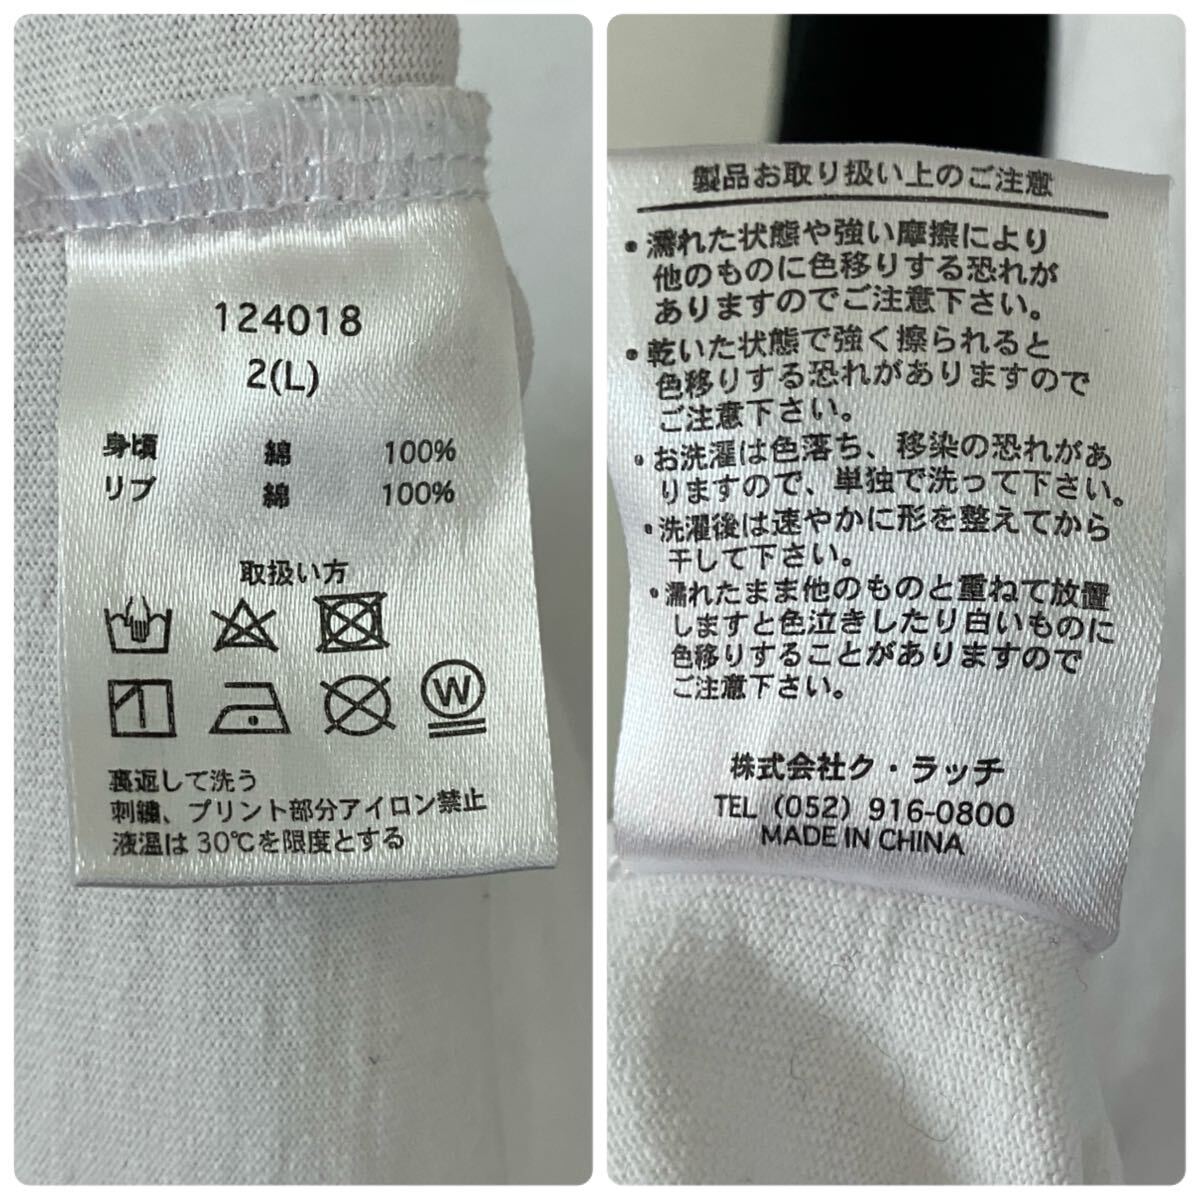 124018
2(L)
身頃 綿 100%
リブ 綿 100%
取扱い方
W
裏返して洗う
刺繍、プリント部分アイロン禁止
液温は 30℃を限度とする
製品お取り扱い上のご注意
・濡れた状態や強い摩擦により
他のものに色移りする恐れが
ありますのでご注意下さい。
・乾いた状態で強く擦られると
色移りする恐れがありますので
ご注意下さい。
・お洗濯は色落ち、移染の恐れがあ
りますので、単独で洗って下さい。
・洗濯後は速やかに形を整えてから
干して下さい。
・濡れたまま他のものと重ねて放置
しますと色泣きしたり白いものに
色移りすることがありますので
ご注意下さい。
株式会社ク・ラッチ
TEL (052) 916-0800
MADE IN CHINA